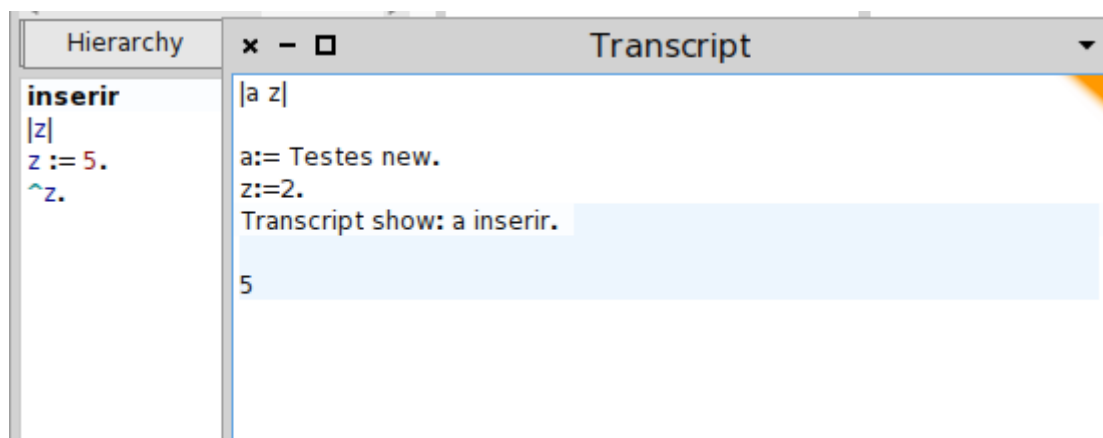 Hierarchy
inserir
|z|
z := 5.
^z.
Transcript
|a z|
a:= Testes new.
z:=2.
Transcript show: a inserir.
5